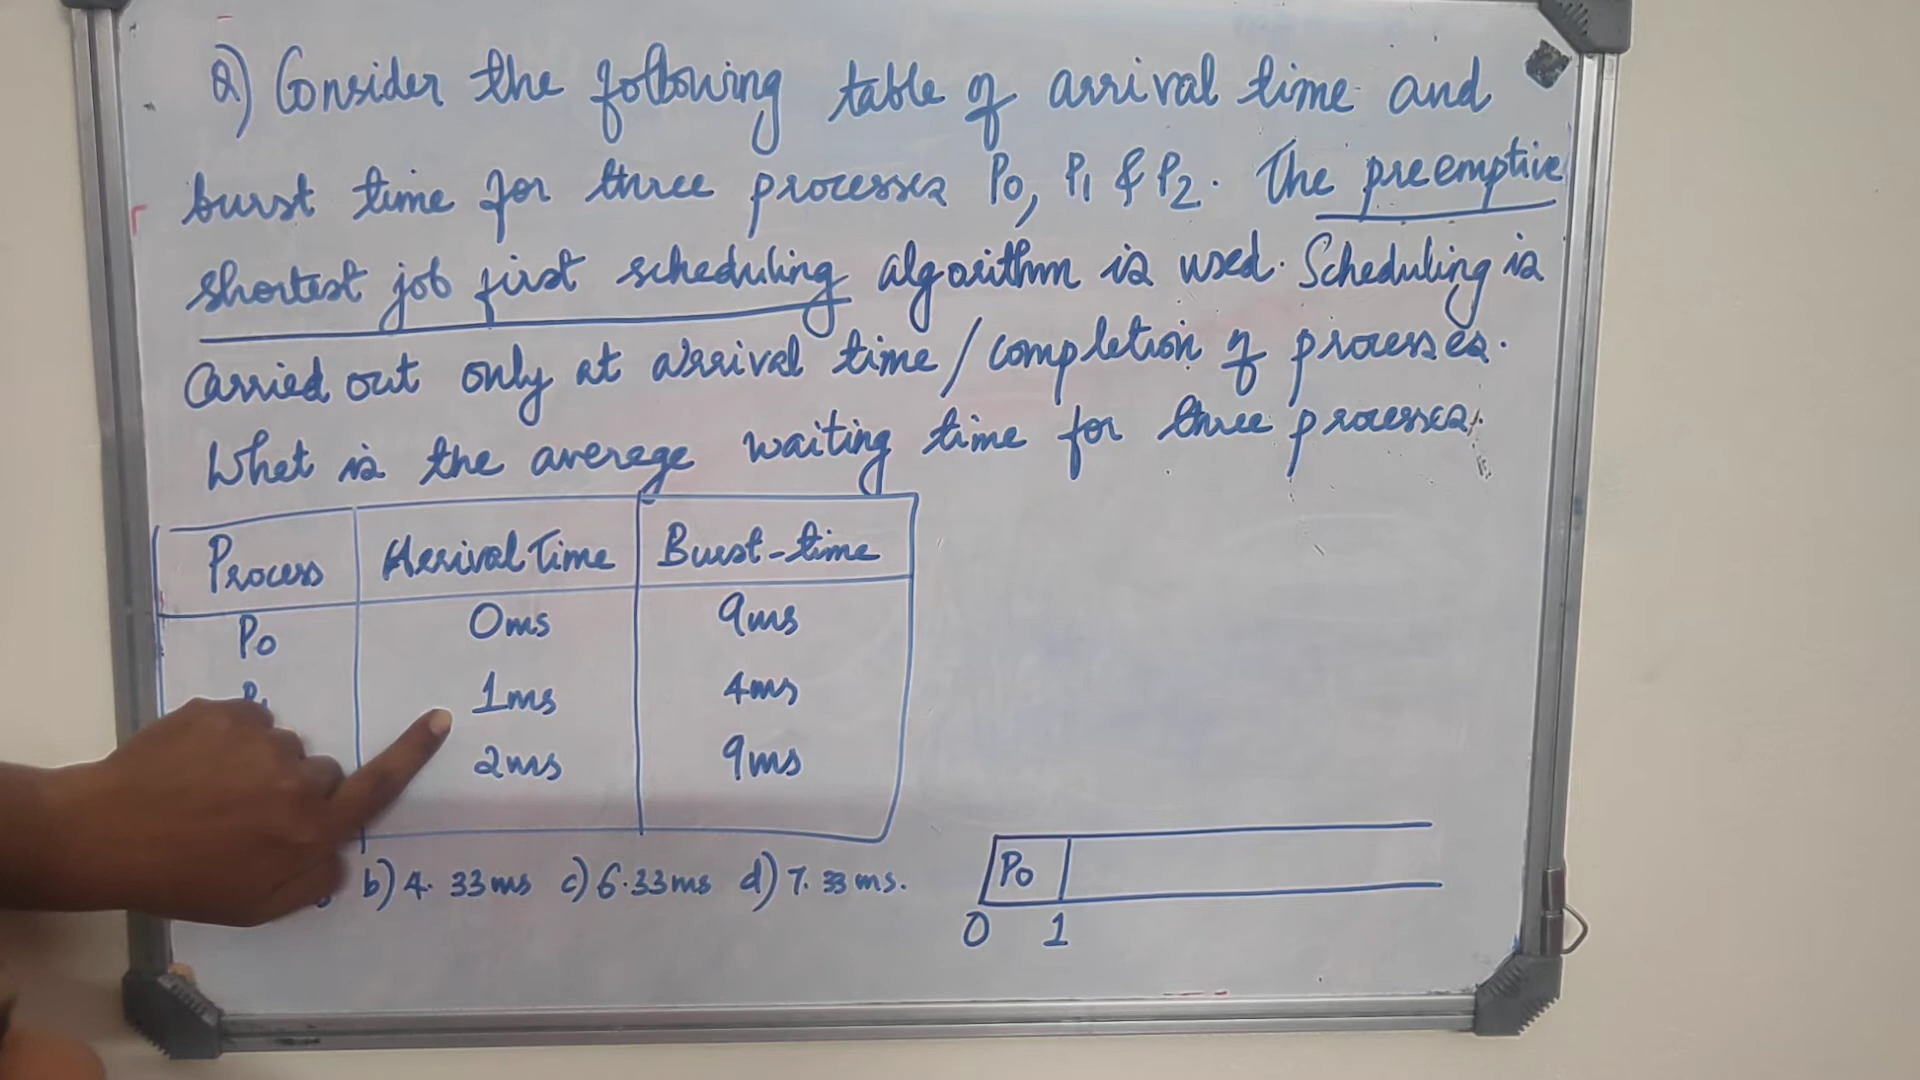 Q) Consider the following table of arrival time and
burst time for three processes P0, P1 & P2. The preemptive
shortest job first scheduling algorithm is used. Scheduling is
carried out only at arrival time/completion of processes.
What is the average waiting time for three processes.
Process Arrival Time Burst-time
P0 0ms 9ms
1ms 4ms
2ms 9ms
b) 4.33ms c) 6.33ms d) 7.33ms.
P0
0 1